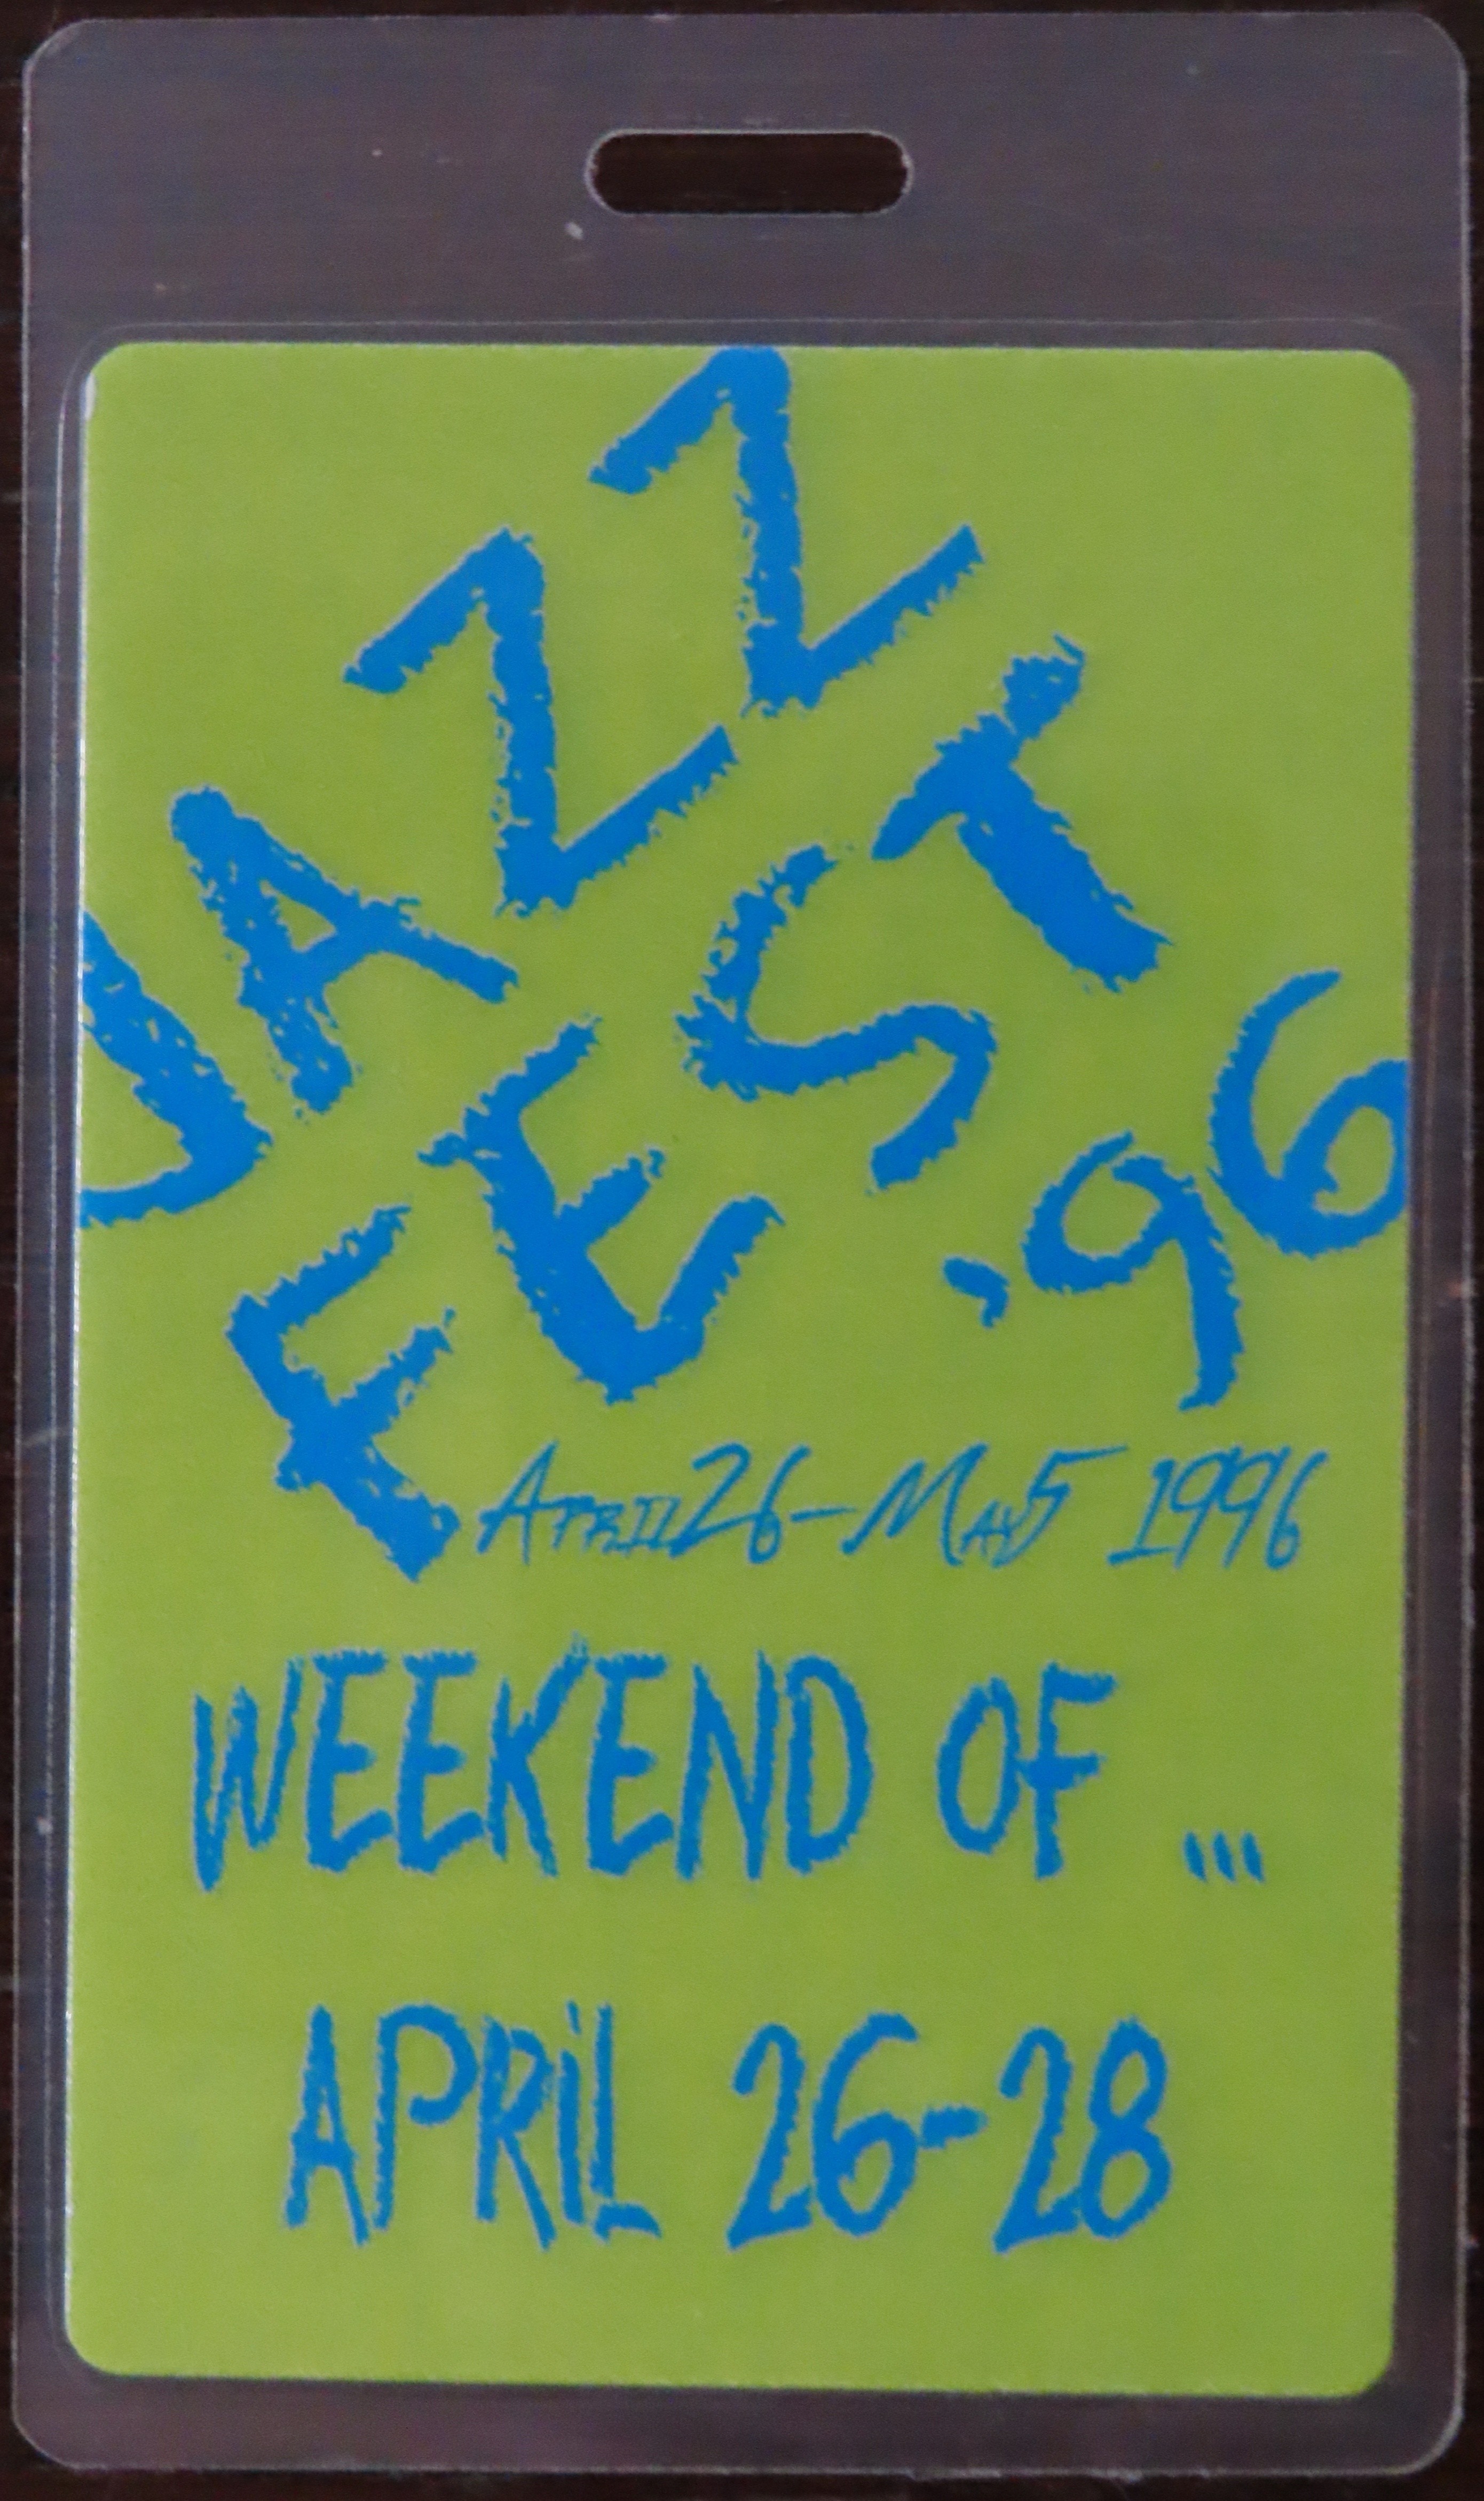 JAZZ
FEST '96
APRIL 26-MAY 5 1996
WEEKEND OF ...
APRiL 26-28